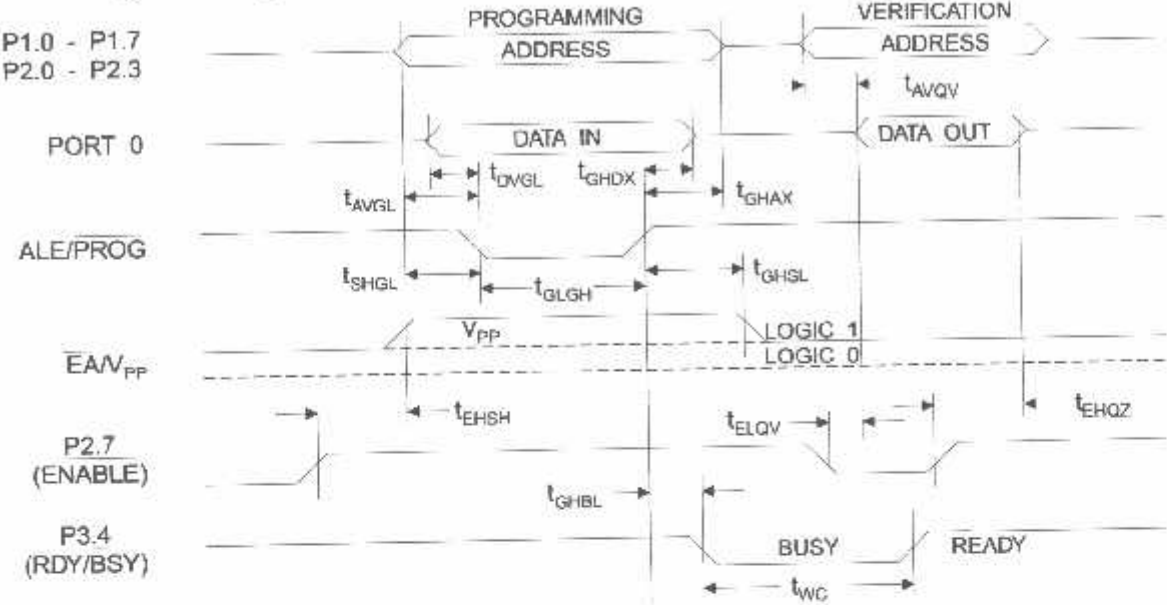 PROGRAMMING
VERIFICATION
P1.0 - P1.7
P2.0 - P2.3
ADDRESS
ADDRESS
tAVQV
PORT 0
DATA IN
DATA OUT
tDVGL
tGHDX
tAVGL
tGHAX
ALE/PROG
tSHGL
tGLGH
tGHSL
EA/VPP
VPP
LOGIC 1
LOGIC 0
tEHSH
tELQV
tEHQZ
P2.7
(ENABLE)
tGHBL
P3.4
(RDY/BSY)
BUSY
READY
tWC